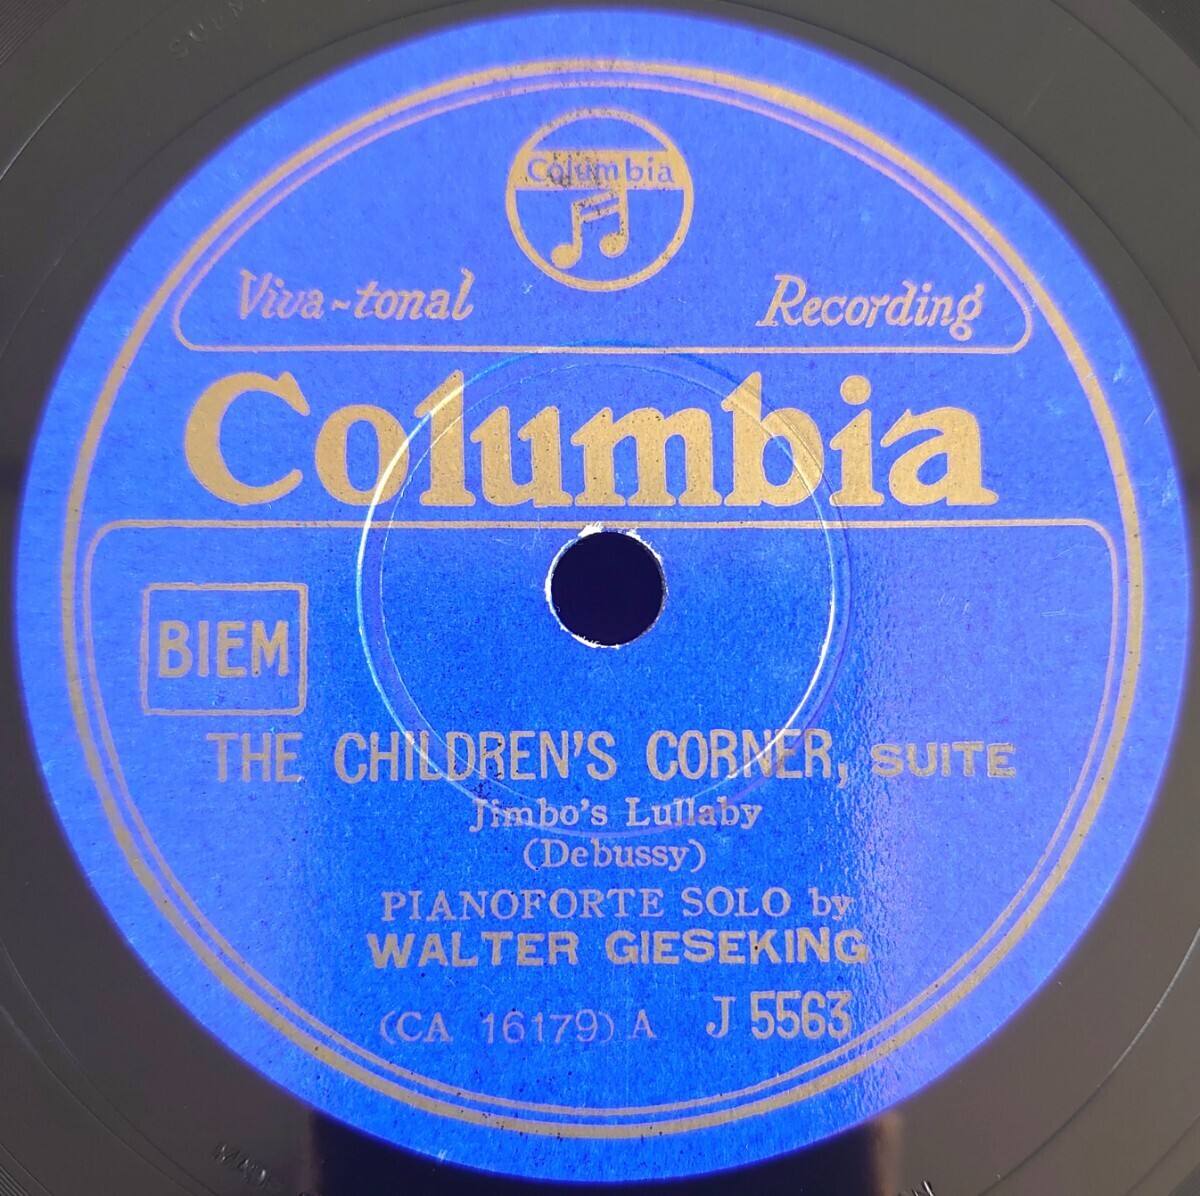 Columbia
Viva-tonal Recording
Columbia
BIEM
THE CHILDREN'S CORNER, SUITE
Jimbo's Lullaby
(Debussy)
PIANOFORTE SOLO by
WALTER GIESEKING
(CA 16179) A J 5563